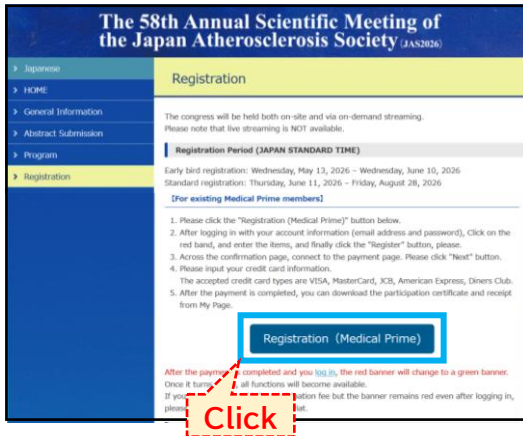 The 58th Annual Scientific Meeting of
the Japan Atherosclerosis Society (JAS2026)
Japanese
HOME
General Information
Abstract Submission
Program
Registration
Registration
The congress will be held both on-site and via on-demand streaming.
Please note that live streaming is NOT available.
Registration Period (JAPAN STANDARD TIME)
Early bird registration: Wednesday, May 13, 2026 – Wednesday, June 10, 2026
Standard registration: Thursday, June 11, 2026 – Friday, August 28, 2026
【For existing Medical Prime members】
1. Please click the "Registration (Medical Prime)" button below.
2. After logging in with your account information (email address and password), Click on the
red band, and enter the items, and finally click the "Register" button, please.
3. Across the confirmation page, connect to the payment page. Please click "Next" button.
4. Please input your credit card information.
The accepted credit card types are VISA, MasterCard, JCB, American Express, Diners Club.
5. After the payment is completed, you can download the participation certificate and receipt
from My Page.
Registration（Medical Prime）
After the payment is completed and you log in, the red banner will change to a green banner.
Once it turns all functions will become available.
If you fee but the banner remains red even after logging in,
Click